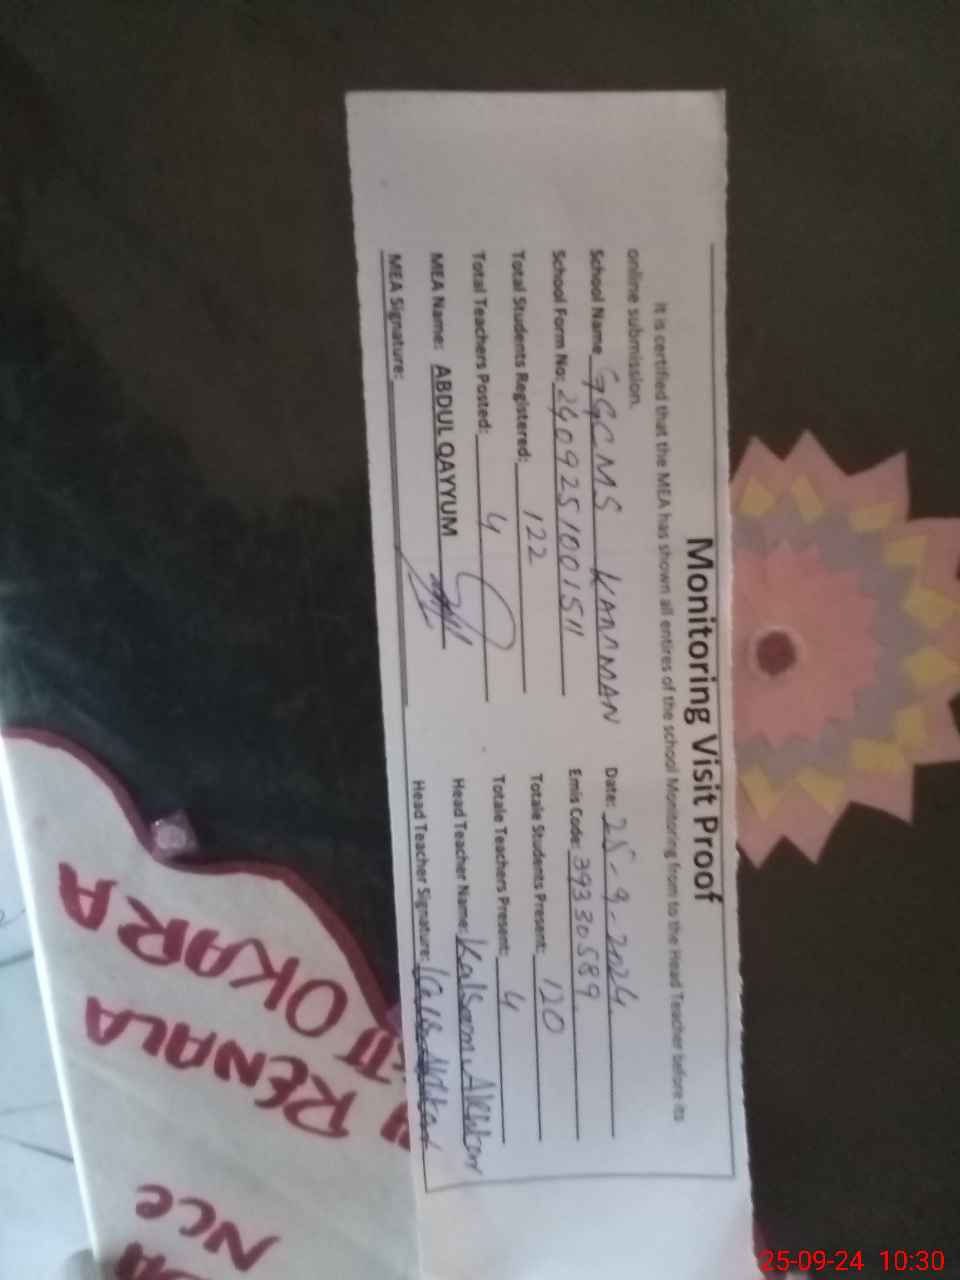 Monitoring Visit Proof
It is certified that the MEA has shown all entires of the school Monitoring from to the Head Teacher before its
online submission.
School Name GGCMS KAMMAN Date: 25-9-2024
School Form No: 2409251001511 Emis Code: 39330589
Total Students Registered: 122 Totale Students Present: 120
Total Teachers Posted: 4 Totale Teachers Present: 4
MEA Name: ABDUL QAYYUM Head Teacher Name: Kalsoom Akhtar
MEA Signature: Head Teacher Signature:
RENALA
OKARA
NCE
25-09-24 10:30